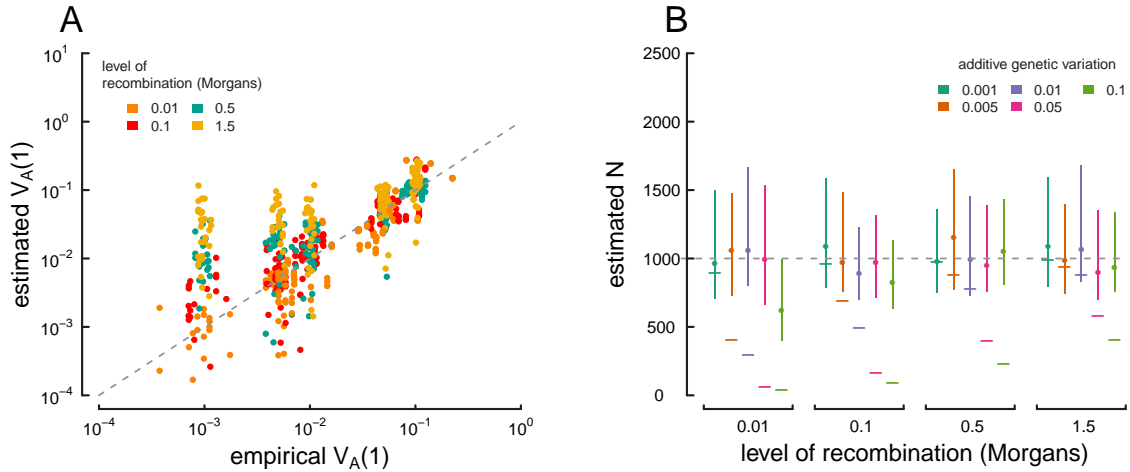 A
estimated V_A(1)
10^1
10^0
10^−1
10^−2
10^−3
10^−4
level of
recombination (Morgans)
0.01 0.5
0.1 1.5
10^−4 10^−3 10^−2 10^−1 10^0
empirical V_A(1)
B
estimated N
2500
2000
1500
1000
500
0
additive genetic variation
0.001 0.01 0.1
0.005 0.05
0.01 0.1 0.5 1.5
level of recombination (Morgans)